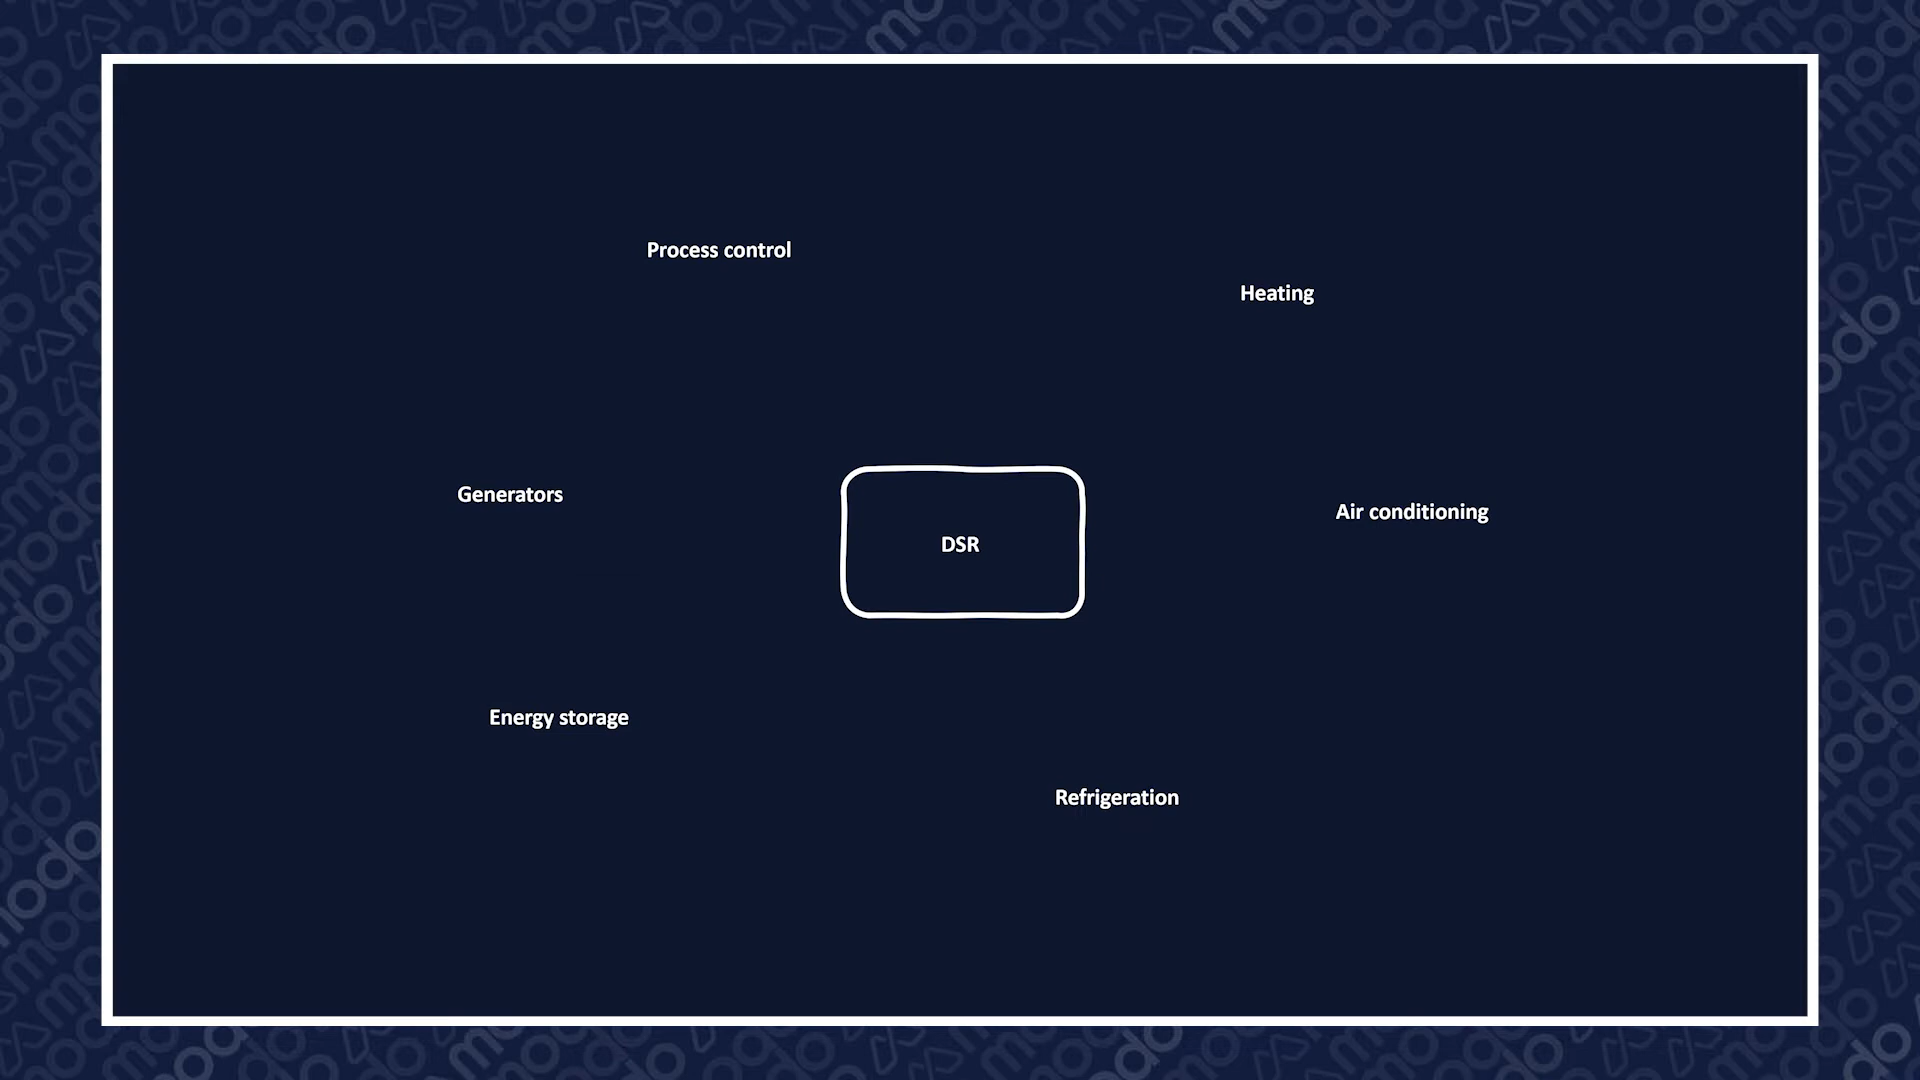 Process control
Heating
Generators
Air conditioning
DSR
Energy storage
Refrigeration